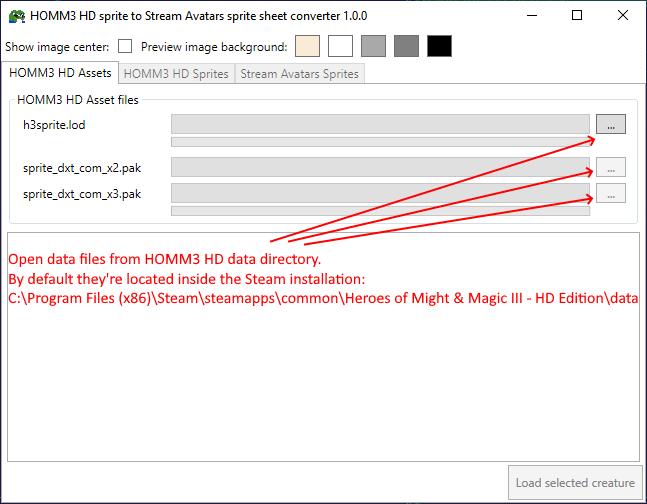 HOMM3 HD sprite to Stream Avatars sprite sheet converter 1.0.0
Show image center: Preview image background:
HOMM3 HD Assets HOMM3 HD Sprites Stream Avatars Sprites
HOMM3 HD Asset files
h3sprite.lod ...
sprite_dxt_com_x2.pak ...
sprite_dxt_com_x3.pak ...
Open data files from HOMM3 HD data directory.
By default they're located inside the Steam installation:
C:\Program Files (x86)\Steam\steamapps\common\Heroes of Might & Magic III - HD Edition\data
Load selected creature